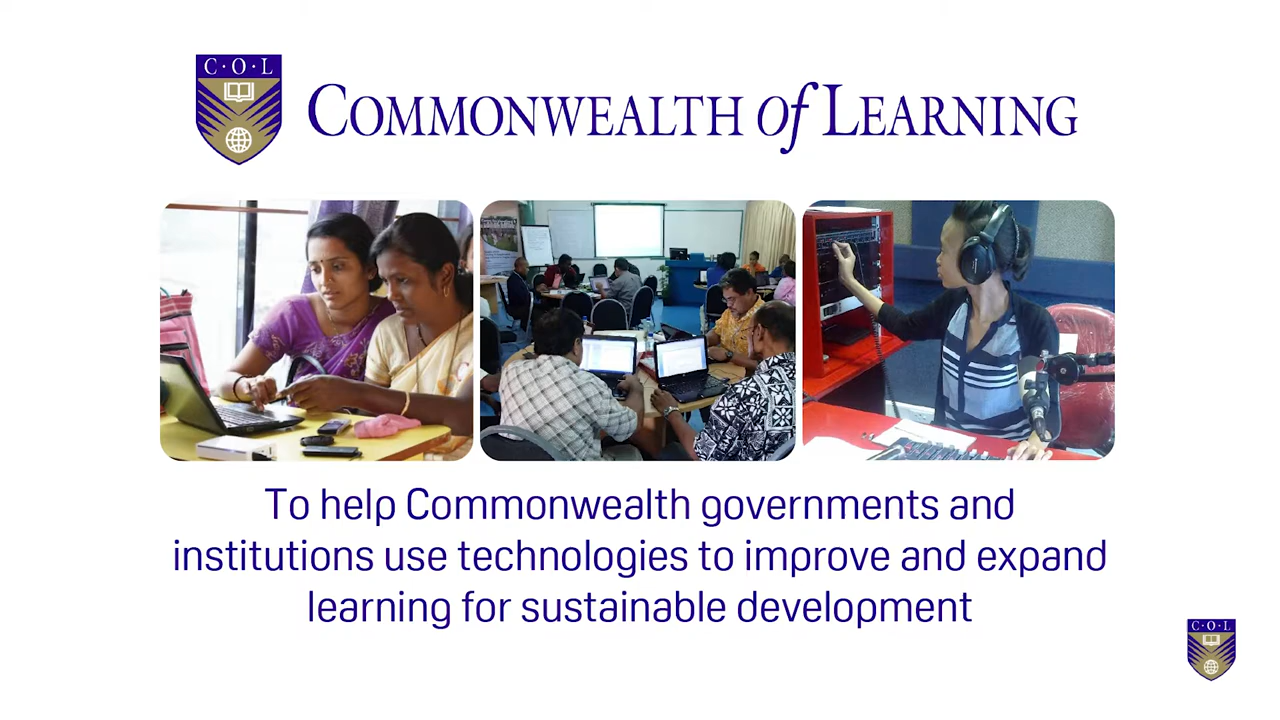 C·O·L
COMMONWEALTH of LEARNING
To help Commonwealth governments and
institutions use technologies to improve and expand
learning for sustainable development
C·O·L